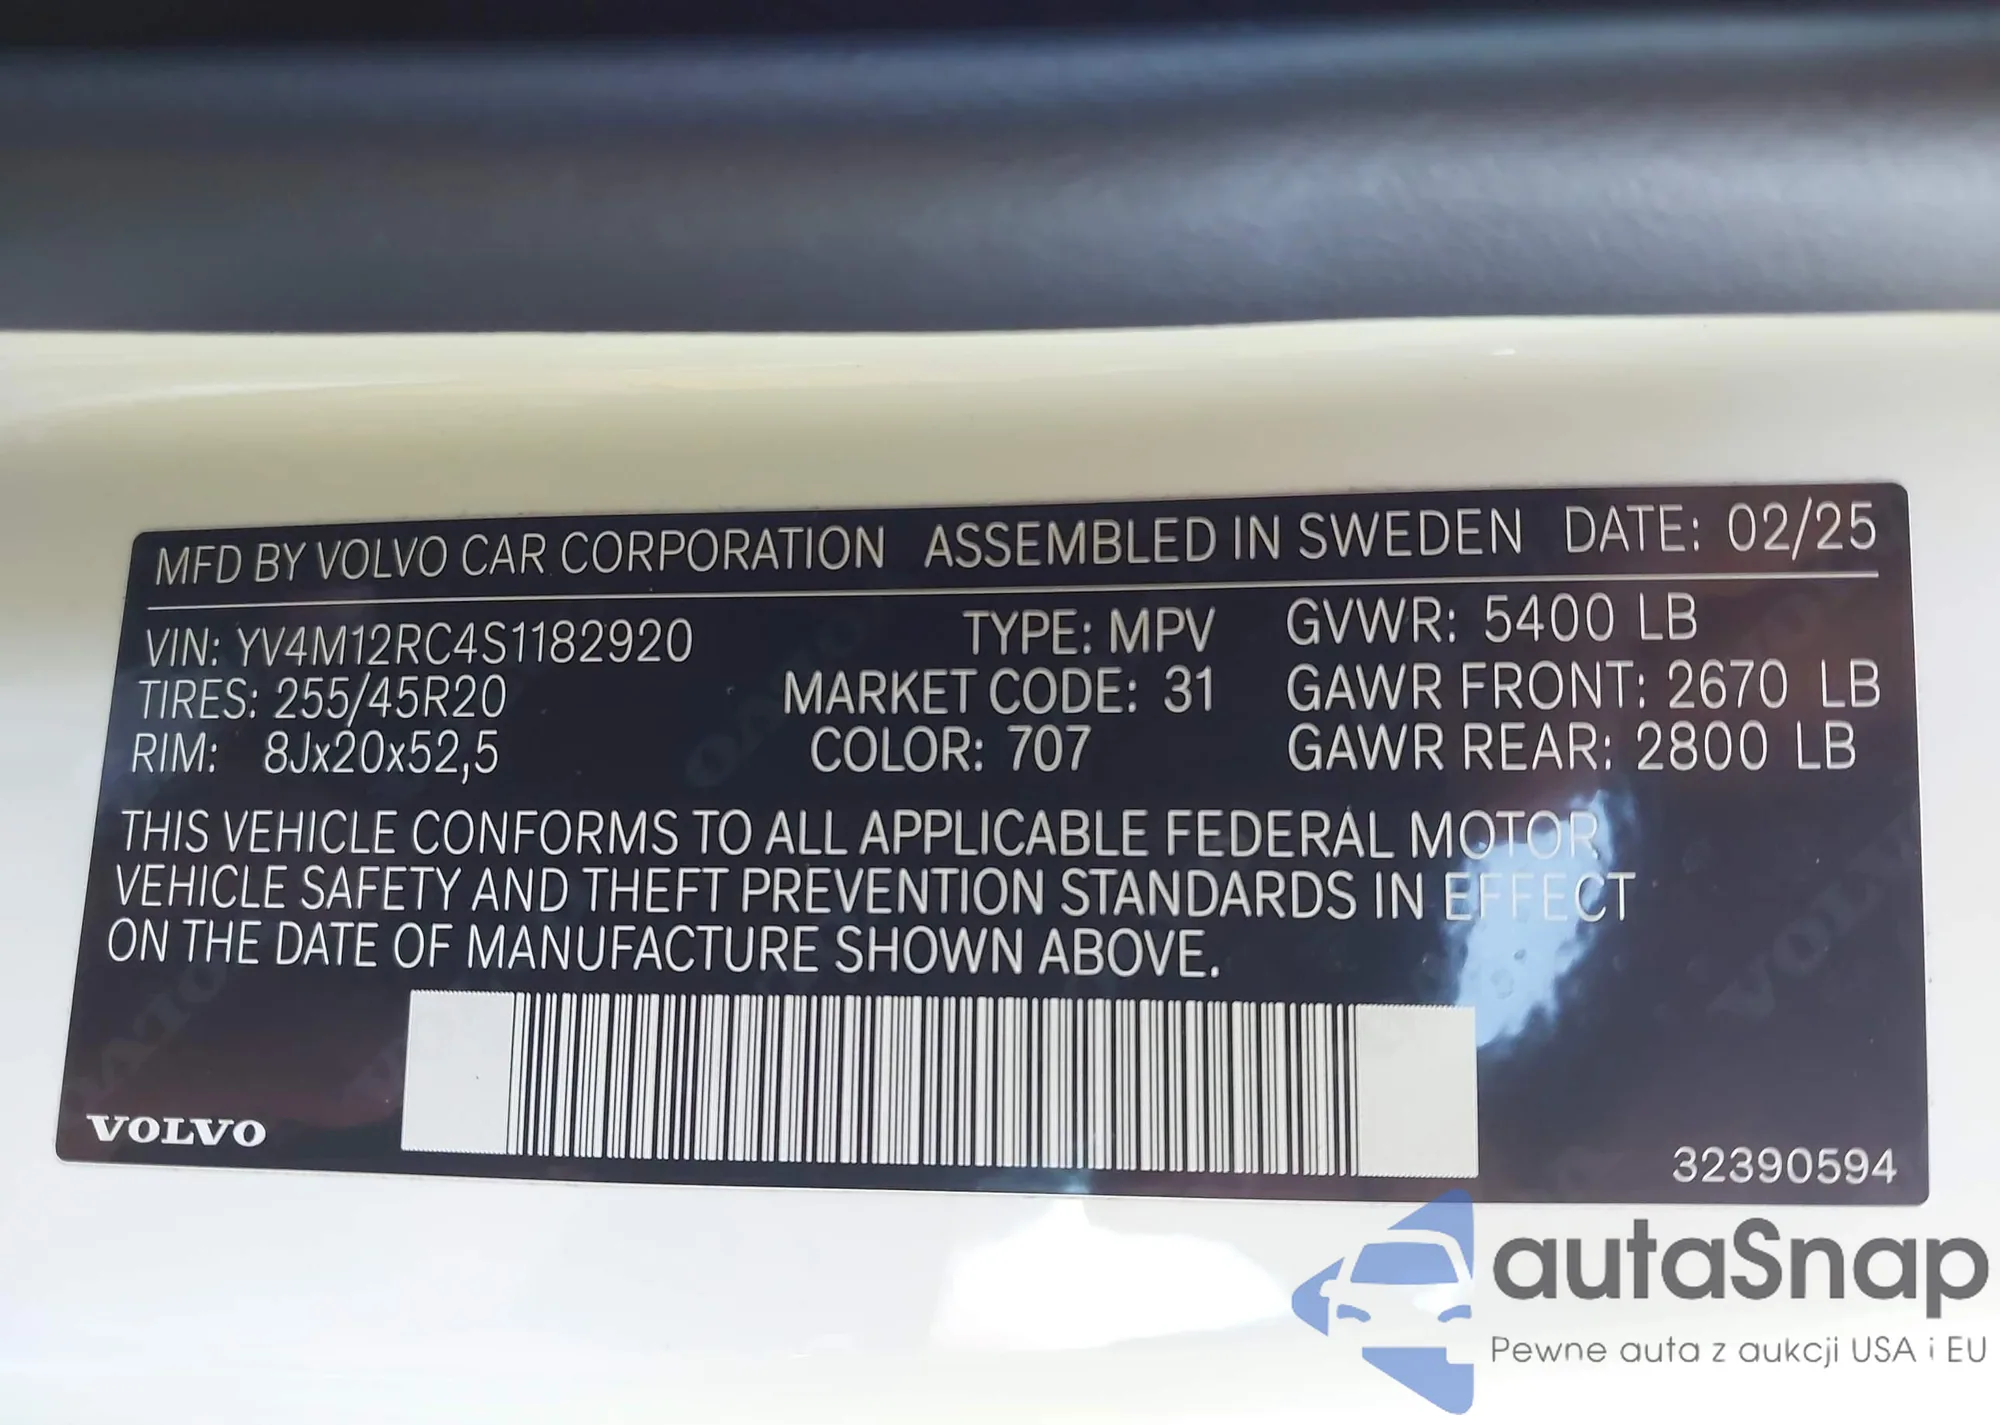 MFD BY VOLVO CAR CORPORATION ASSEMBLED IN SWEDEN DATE: 02/25
VIN: YV4M12RC4S1182920 TYPE: MPV GVWR: 5400 LB
TIRES: 255/45R20 MARKET CODE: 31 GAWR FRONT: 2670 LB
RIM: 8Jx20x52,5 COLOR: 707 GAWR REAR: 2800 LB
THIS VEHICLE CONFORMS TO ALL APPLICABLE FEDERAL MOTOR
VEHICLE SAFETY AND THEFT PREVENTION STANDARDS IN EFFECT
ON THE DATE OF MANUFACTURE SHOWN ABOVE.
VOLVO
32390594
autaSnap
Pewne auta z aukcji USA i EU